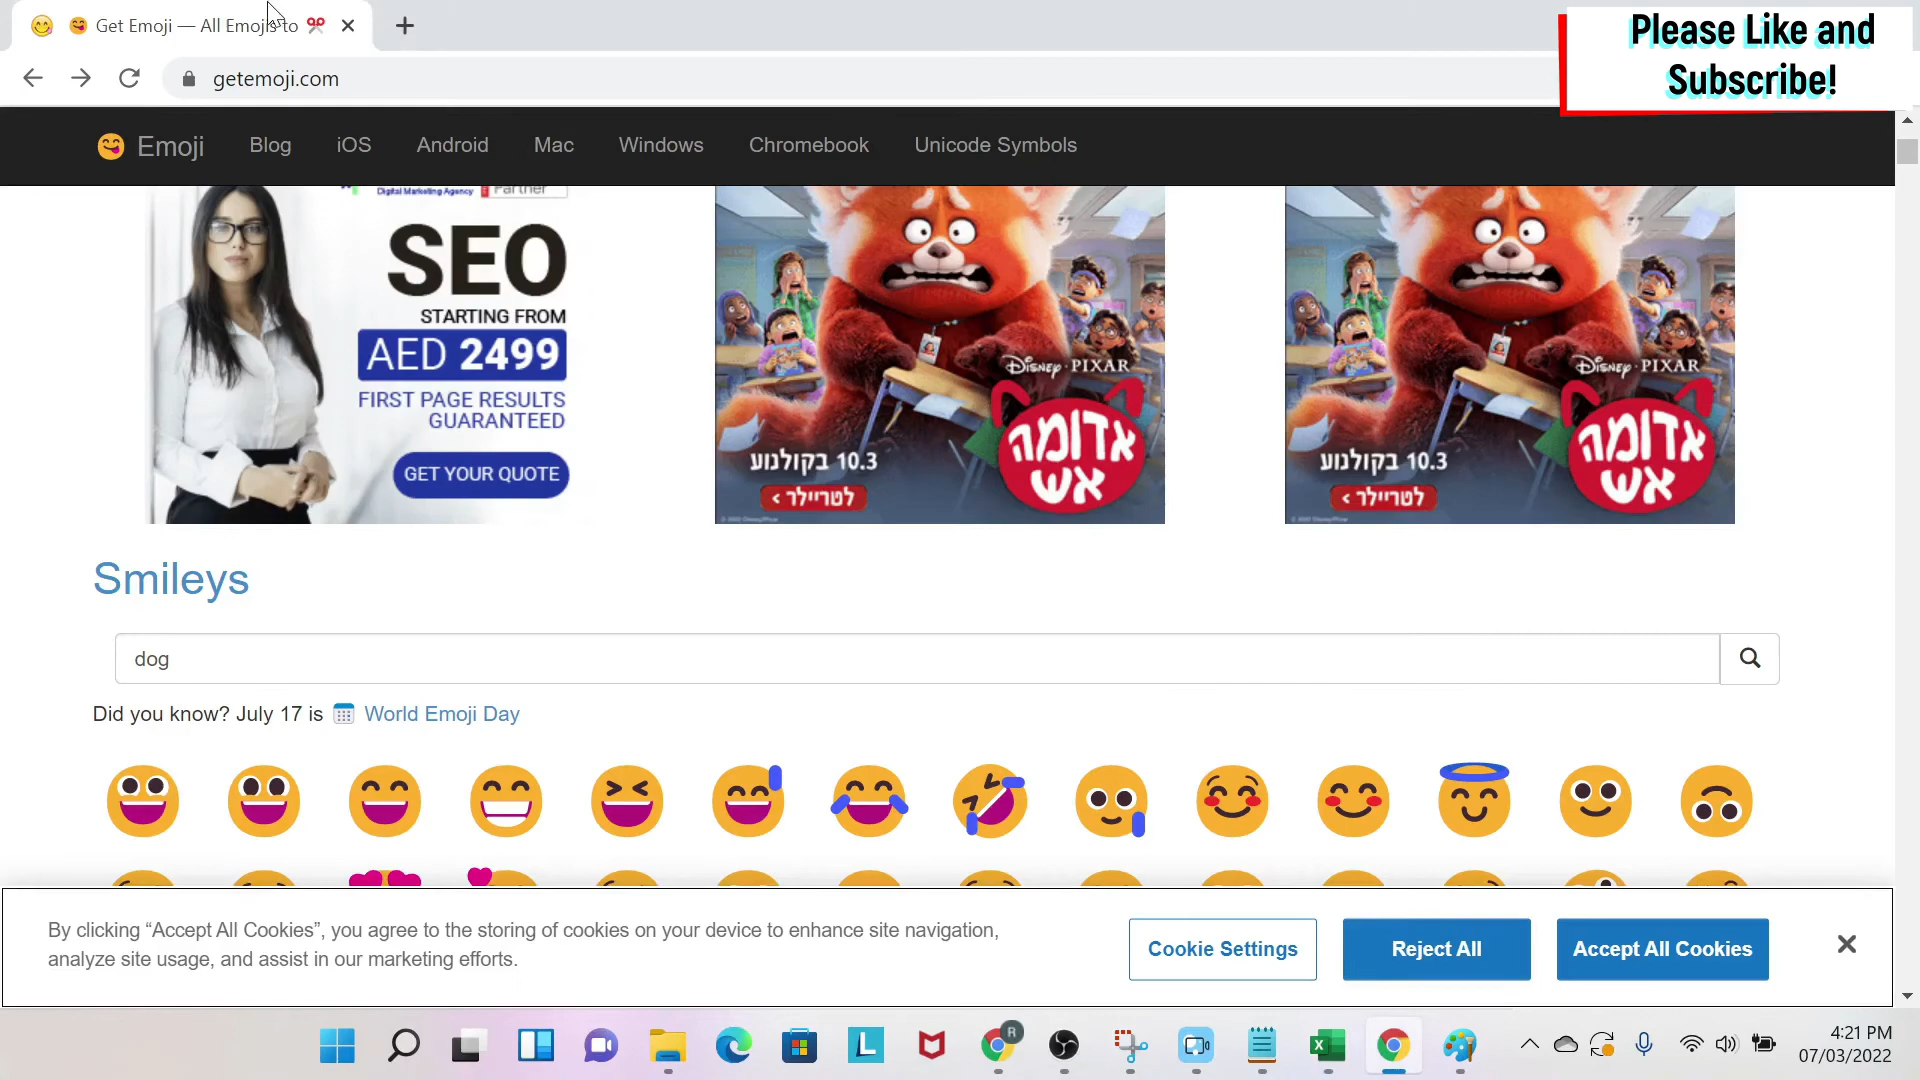 Get Emoji — All Emojis to
Please Like and
Subscribe!
getemoji.com
Emoji
Blog
iOS
Android
Mac
Windows
Chromebook
Unicode Symbols
Digital Marketing Agency
Partner
SEO
STARTING FROM
AED 2499
FIRST PAGE RESULTS
GUARANTEED
GET YOUR QUOTE
Disney · PIXAR
אדומה
אש
10.3 בקולנוע
לטריילר >
Disney · PIXAR
אדומה
אש
10.3 בקולנוע
לטריילר >
Smileys
dog
Did you know? July 17 is 📅 World Emoji Day
By clicking “Accept All Cookies”, you agree to the storing of cookies on your device to enhance site navigation,
analyze site usage, and assist in our marketing efforts.
Cookie Settings
Reject All
Accept All Cookies
L
R
X
4:21 PM
07/03/2022